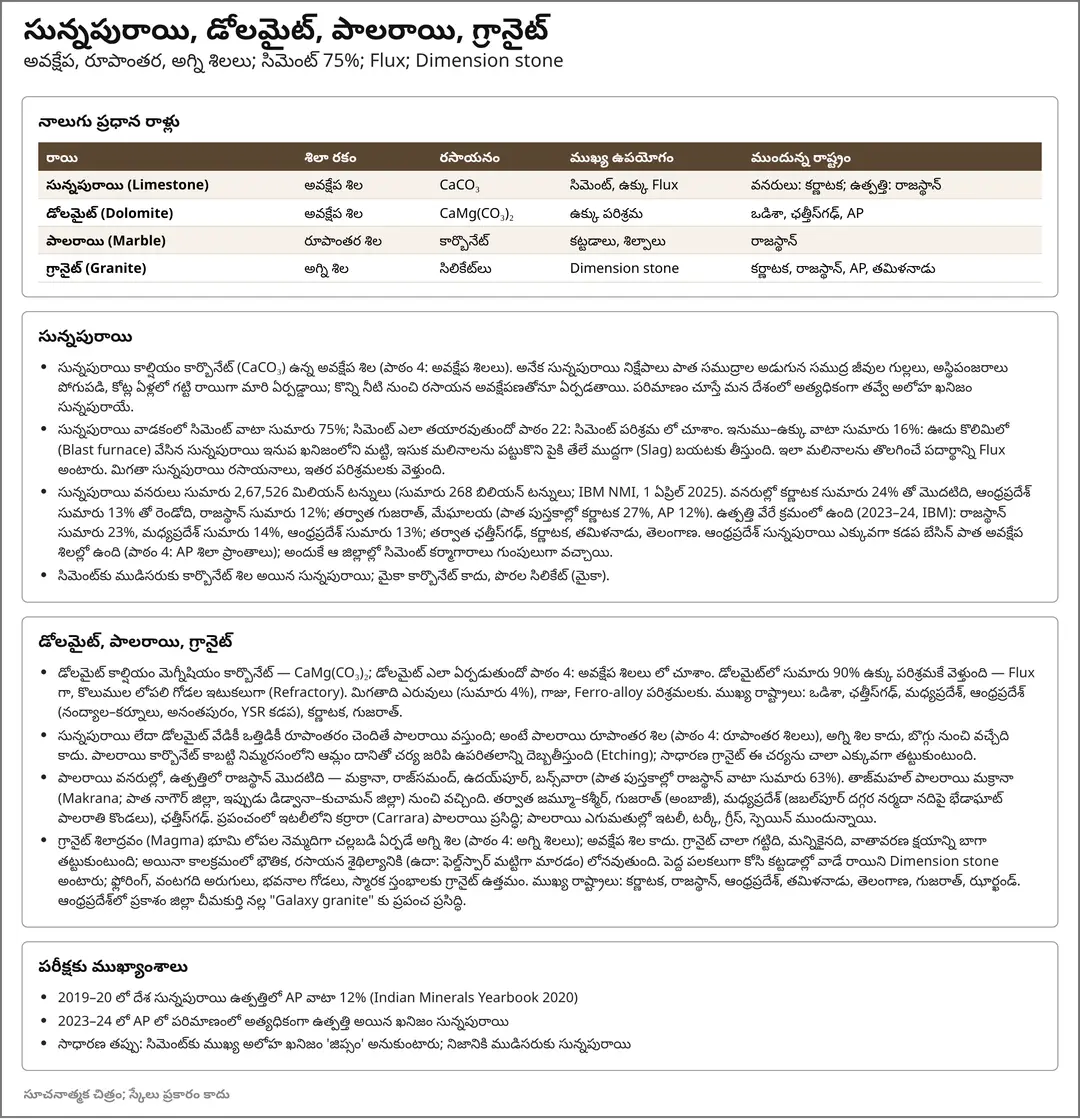 సున్నపురాయి, డోలమైట్, పాలరాయి, గ్రానైట్
అవక్షేప, రూపాంతర, అగ్ని శిలలు; సిమెంట్ 75%; Flux; Dimension stone
నాలుగు ప్రధాన రాళ్లు
రాయి శిలా రకం రసాయనం ముఖ్య ఉపయోగం ముందున్న రాష్ట్రం
సున్నపురాయి (Limestone) అవక్షేప శిల CaCO₃ సిమెంట్, ఉక్కు Flux వనరులు: కర్ణాటక; ఉత్పత్తి: రాజస్థాన్
డోలమైట్ (Dolomite) అవక్షేప శిల CaMg(CO₃)₂ ఉక్కు పరిశ్రమ ఒడిశా, ఛత్తీస్‌గఢ్, AP
పాలరాయి (Marble) రూపాంతర శిల కార్బొనేట్ కట్టడాలు, శిల్పాలు రాజస్థాన్
గ్రానైట్ (Granite) అగ్ని శిల సిలికేట్‌లు Dimension stone కర్ణాటక, రాజస్థాన్, AP, తమిళనాడు
సున్నపురాయి
• సున్నపురాయి కాల్షియం కార్బొనేట్ (CaCO₃) ఉన్న అవక్షేప శిల (పాఠం 4: అవక్షేప శిలలు). అనేక సున్నపురాయి నిక్షేపాలు పాత సముద్రాల అడుగున సముద్ర జీవుల గుల్లలు, అస్థిపంజరాలు
పోగుపడి, కోట్ల ఏళ్లలో గట్టి రాయిగా మారి ఏర్పడ్డాయి; కొన్ని నీటి నుంచి రసాయన అవక్షేపణతోనూ ఏర్పడతాయి. పరిమాణం చూస్తే మన దేశంలో అత్యధికంగా తవ్వే అలోహ ఖనిజం
సున్నపురాయే.
• సున్నపురాయి వాడకంలో సిమెంట్ వాటా సుమారు 75%; సిమెంట్ ఎలా తయారవుతుందో పాఠం 22: సిమెంట్ పరిశ్రమ లో చూశాం. ఇనుము–ఉక్కు వాటా సుమారు 16%: ఊదు కొలిమిలో
(Blast furnace) వేసిన సున్నపురాయి ఇనుప ఖనిజంలోని మట్టి, ఇసుక మలినాలను పట్టుకొని పైకి తేలే ముద్దగా (Slag) బయటకు తీస్తుంది. ఇలా మలినాలను తొలగించే పదార్థాన్ని Flux
అంటారు. మిగతా సున్నపురాయి రసాయనాలు, ఇతర పరిశ్రమలకు వెళ్తుంది.
• సున్నపురాయి వనరులు సుమారు 2,67,526 మిలియన్ టన్నులు (సుమారు 268 బిలియన్ టన్నులు; IBM NMI, 1 ఏప్రిల్ 2025). వనరుల్లో కర్ణాటక సుమారు 24% తో మొదటిది, ఆంధ్రప్రదేశ్
సుమారు 13% తో రెండోది, రాజస్థాన్ సుమారు 12%; తర్వాత గుజరాత్, మేఘాలయ (పాత పుస్తకాల్లో కర్ణాటక 27%, AP 12%). ఉత్పత్తి వేరే క్రమంలో ఉంది (2023–24, IBM): రాజస్థాన్
సుమారు 23%, మధ్యప్రదేశ్ సుమారు 14%, ఆంధ్రప్రదేశ్ సుమారు 13%; తర్వాత ఛత్తీస్‌గఢ్, కర్ణాటక, తమిళనాడు, తెలంగాణ. ఆంధ్రప్రదేశ్ సున్నపురాయి ఎక్కువగా కడప బేసిన్ పాత అవక్షేప
శిలల్లో ఉంది (పాఠం 4: AP శిలా ప్రాంతాలు); అందుకే ఆ జిల్లాల్లో సిమెంట్ కర్మాగారాలు గుంపులుగా వచ్చాయి.
• సిమెంట్‌కు ముడిసరుకు కార్బొనేట్ శిల అయిన సున్నపురాయి; మైకా కార్బొనేట్ కాదు, పొరల సిలికేట్ (మైకా).
డోలమైట్, పాలరాయి, గ్రానైట్
• డోలమైట్ కాల్షియం మెగ్నీషియం కార్బొనేట్ — CaMg(CO₃)₂; డోలమైట్ ఎలా ఏర్పడుతుందో పాఠం 4: అవక్షేప శిలలు లో చూశాం. డోలమైట్‌లో సుమారు 90% ఉక్కు పరిశ్రమకే వెళ్తుంది — Flux
గా, కొలుముల లోపలి గోడల ఇటుకలుగా (Refractory). మిగతాది ఎరువులు (సుమారు 4%), గాజు, Ferro-alloy పరిశ్రమలకు. ముఖ్య రాష్ట్రాలు: ఒడిశా, ఛత్తీస్‌గఢ్, మధ్యప్రదేశ్, ఆంధ్రప్రదేశ్
(నంద్యాల–కర్నూలు, అనంతపురం, YSR కడప), కర్ణాటక, గుజరాత్.
• సున్నపురాయి లేదా డోలమైట్ వేడికీ ఒత్తిడికీ రూపాంతరం చెందితే పాలరాయి వస్తుంది; అంటే పాలరాయి రూపాంతర శిల (పాఠం 4: రూపాంతర శిలలు), అగ్ని శిల కాదు, బొగ్గు నుంచి వచ్చేది
కాదు. పాలరాయి కార్బొనేట్ కాబట్టి నిమ్మరసంలోని ఆమ్లం దానితో చర్య జరిపి ఉపరితలాన్ని దెబ్బతీస్తుంది (Etching); సాధారణ గ్రానైట్ ఈ చర్యను చాలా ఎక్కువగా తట్టుకుంటుంది.
• పాలరాయి వనరుల్లో, ఉత్పత్తిలో రాజస్థాన్ మొదటిది — మక్రానా, రాజ్‌సమంద్, ఉదయ్‌పూర్, బన్స్‌వారా (పాత పుస్తకాల్లో రాజస్థాన్ వాటా సుమారు 63%). తాజ్‌మహల్ పాలరాయి మక్రానా
(Makrana; పాత నాగౌర్ జిల్లా, ఇప్పుడు డిడ్వానా–కుచామన్ జిల్లా) నుంచి వచ్చింది. తర్వాత జమ్మూ–కశ్మీర్, గుజరాత్ (అంబాజీ), మధ్యప్రదేశ్ (జబల్‌పూర్ దగ్గర నర్మదా నదిపై భేడాఘాట్
పాలరాతి కొండలు), ఛత్తీస్‌గఢ్. ప్రపంచంలో ఇటలీలోని కర్రారా (Carrara) పాలరాయి ప్రసిద్ధి; పాలరాయి ఎగుమతుల్లో ఇటలీ, టర్కీ, గ్రీస్, స్పెయిన్ ముందున్నాయి.
• గ్రానైట్ శిలాద్రవం (Magma) భూమి లోపల నెమ్మదిగా చల్లబడి ఏర్పడే అగ్ని శిల (పాఠం 4: అగ్ని శిలలు); అవక్షేప శిల కాదు. గ్రానైట్ చాలా గట్టిది, మన్నికైనది, వాతావరణ క్షయాన్ని బాగా
తట్టుకుంటుంది; అయినా కాలక్రమంలో భౌతిక, రసాయన శైథిల్యానికి (ఉదా: ఫెల్డ్‌స్పార్ మట్టిగా మారడం) లోనవుతుంది. పెద్ద పలకలుగా కోసి కట్టడాల్లో వాడే రాయిని Dimension stone
అంటారు; ఫ్లోరింగ్, వంటగది అరుగులు, భవనాల గోడలు, స్మారక స్తంభాలకు గ్రానైట్ ఉత్తమం. ముఖ్య రాష్ట్రాలు: కర్ణాటక, రాజస్థాన్, ఆంధ్రప్రదేశ్, తమిళనాడు, తెలంగాణ, గుజరాత్, ఝార్ఖండ్.
ఆంధ్రప్రదేశ్‌లో ప్రకాశం జిల్లా చీమకుర్తి నల్ల "Galaxy granite" కు ప్రపంచ ప్రసిద్ధి.
పరీక్షకు ముఖ్యాంశాలు
• 2019–20 లో దేశ సున్నపురాయి ఉత్పత్తిలో AP వాటా 12% (Indian Minerals Yearbook 2020)
• 2023–24 లో AP లో పరిమాణంలో అత్యధికంగా ఉత్పత్తి అయిన ఖనిజం సున్నపురాయి
• సాధారణ తప్పు: సిమెంట్‌కు ముఖ్య అలోహ ఖనిజం 'జిప్సం' అనుకుంటారు; నిజానికి ముడిసరుకు సున్నపురాయి
సూచనాత్మక చిత్రం; స్కేలు ప్రకారం కాదు